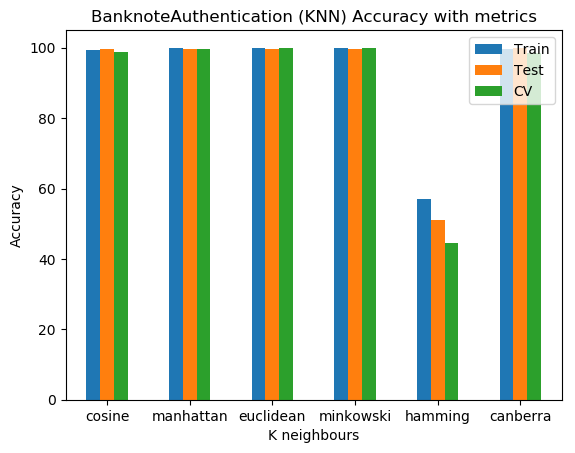 BanknoteAuthentication (KNN) Accuracy with metrics
100
80
60
40
20
0
Accuracy
Train
Test
CV
cosine manhattan euclidean minkowski hamming canberra
K neighbours